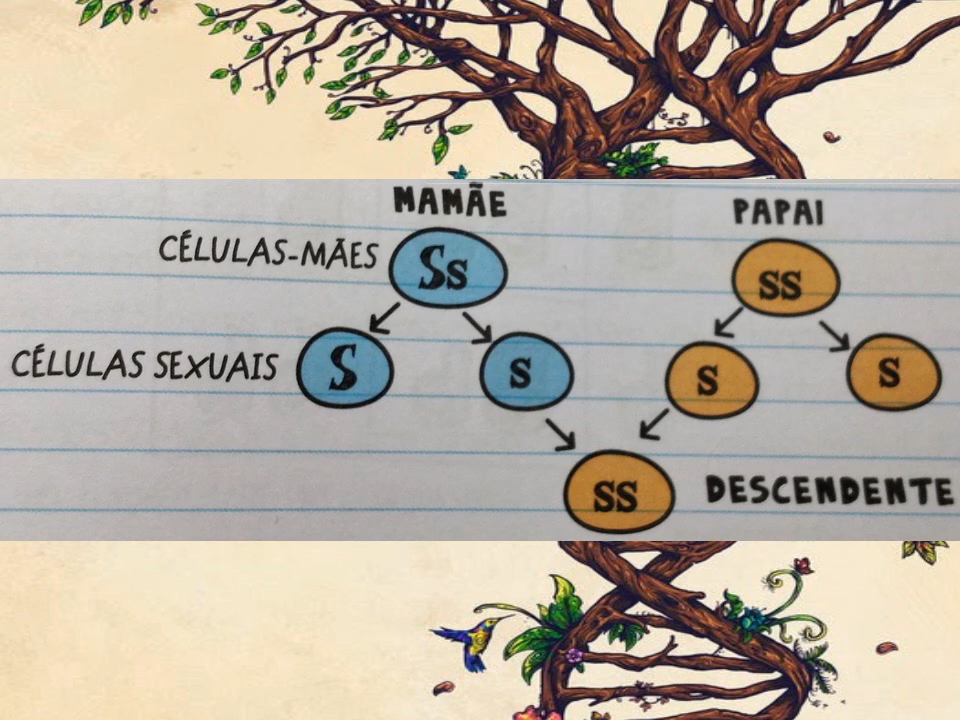 MAMÃE PAPAI
CÉLULAS-MÃES Ss ss
CÉLULAS SEXUAIS S s s s
ss DESCENDENTE